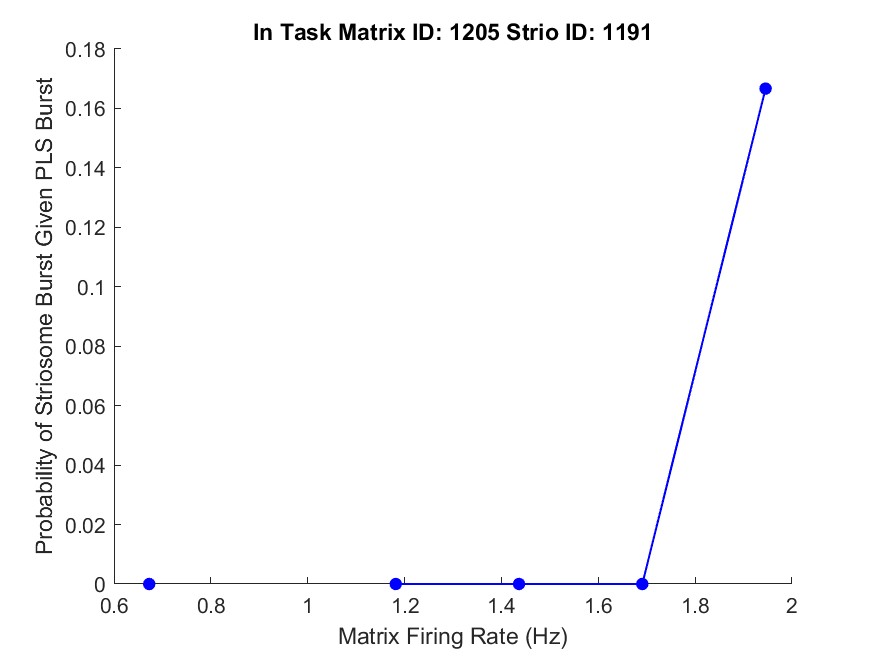 In Task Matrix ID: 1205 Strio ID: 1191
Probability of Striosome Burst Given PLS Burst
0.18
0.16
0.14
0.12
0.1
0.08
0.06
0.04
0.02
0
0.6 0.8 1 1.2 1.4 1.6 1.8 2
Matrix Firing Rate (Hz)